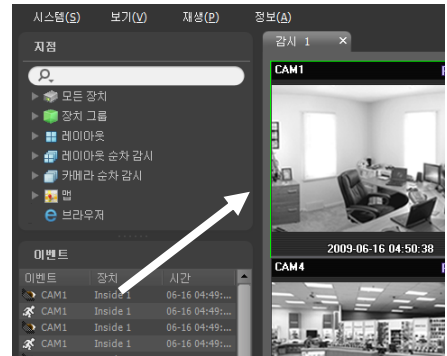 시스템(S) 보기(V) 재생(P) 정보(A)
지점
감시 1 ×
모든 장치
장치 그룹
레이아웃
레이아웃 순차 감시
카메라 순차 감시
맵
브라우저
CAM1
2009-06-16 04:50:38
CAM4
이벤트
이벤트 장치 시간
CAM1 Inside 1 06-16 04:49:...
CAM1 Inside 1 06-16 04:49:...
CAM1 Inside 1 06-16 04:49:...
CAM1 Inside 1 06-16 04:49:...